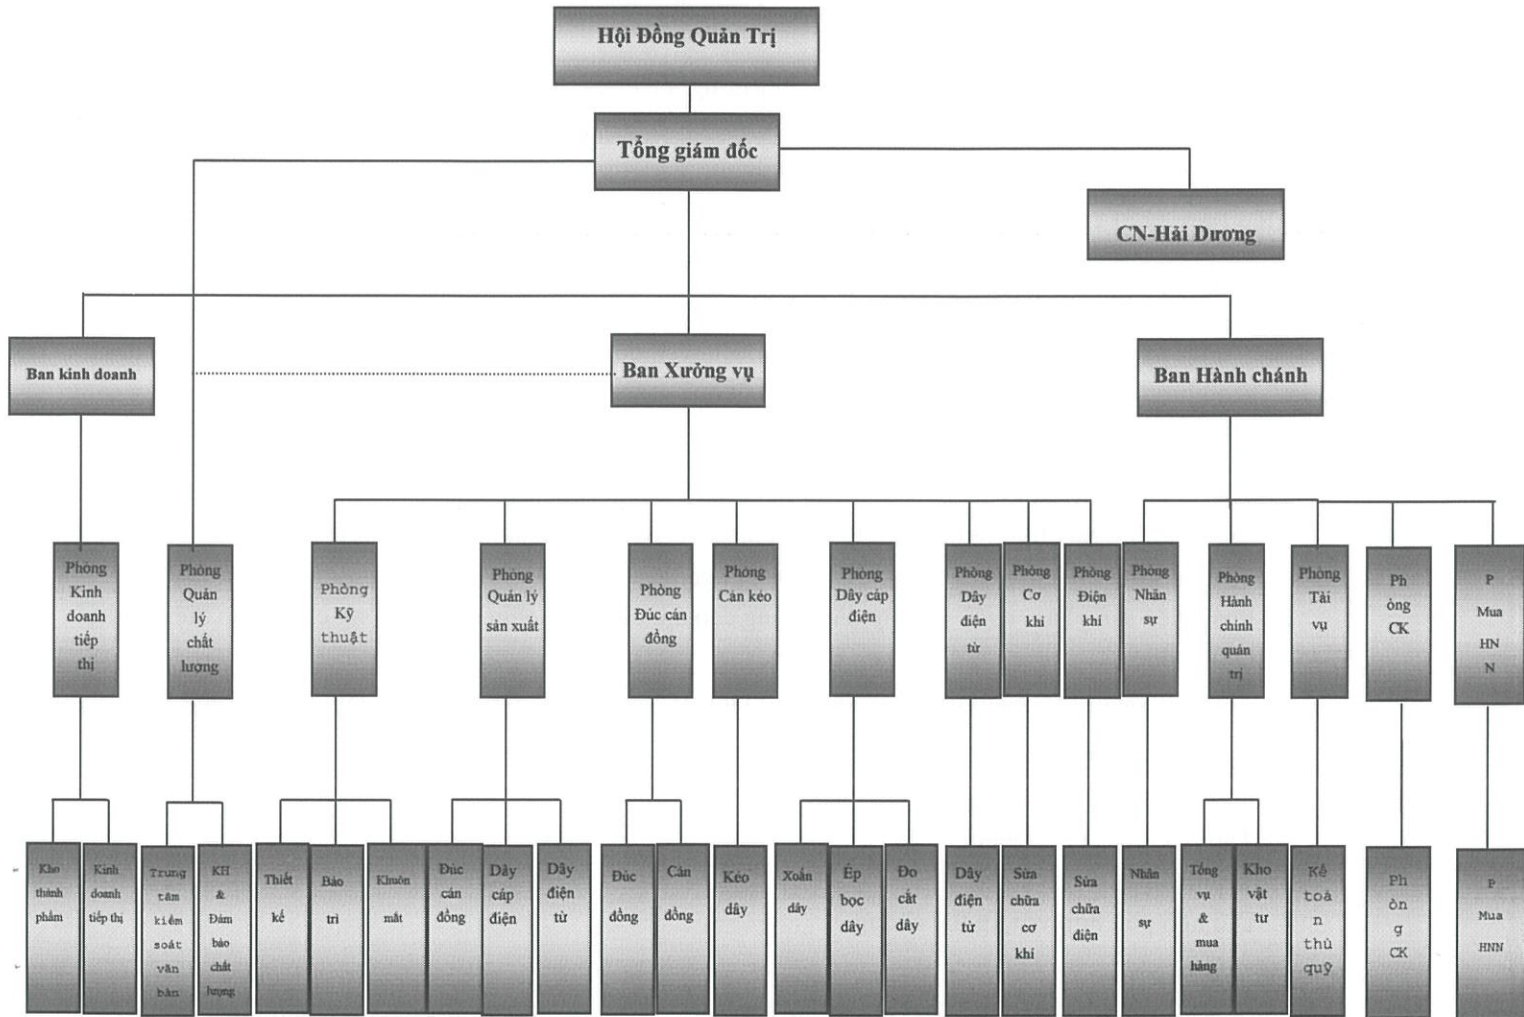 Hội Đồng Quản Trị
Tổng giám đốc
CN-Hải Dương
Ban kinh doanh
Ban Xưởng vụ
Ban Hành chánh
Phòng
Kinh
doanh
tiếp
thị
Phòng
Quản
lý
chất
lượng
Phòng
Kỹ
thuật
Phòng
Quản lý
sản xuất
Phòng
Đúc cán
đồng
Phòng
Cán kéo
Phòng
Dây cáp
điện
Phòng
Dây
điện
từ
Phòng
Cơ
khí
Phòng
Điện
khí
Phòng
Nhân
sự
Phòng
Hành
chính
quản
trị
Phòng
Tài
vụ
Ph
òng
CK
P
Mua
HN
N
Kho
thành
phẩm
Kinh
doanh
tiếp thị
Trung
tâm
kiểm
soát
văn
bản
KH
&
Đảm
bảo
chất
lượng
Thiết
kế
Bảo
trì
Khuôn
mắt
Đúc
cán
đồng
Dây
cáp
điện
Dây
điện
từ
Đúc
đồng
Cán
đồng
Kéo
dây
Xoắn
dây
Ép
bọc
dây
Đo
cắt
dây
Dây
điện
từ
Sửa
chữa
cơ
khí
Sửa
chữa
điện
Nhân
sự
Tổng
vụ
&
mua
hàng
Kho
vật
tư
Kế
toá
n
thủ
quỹ
Ph
òn
g
CK
P
Mua
HNN